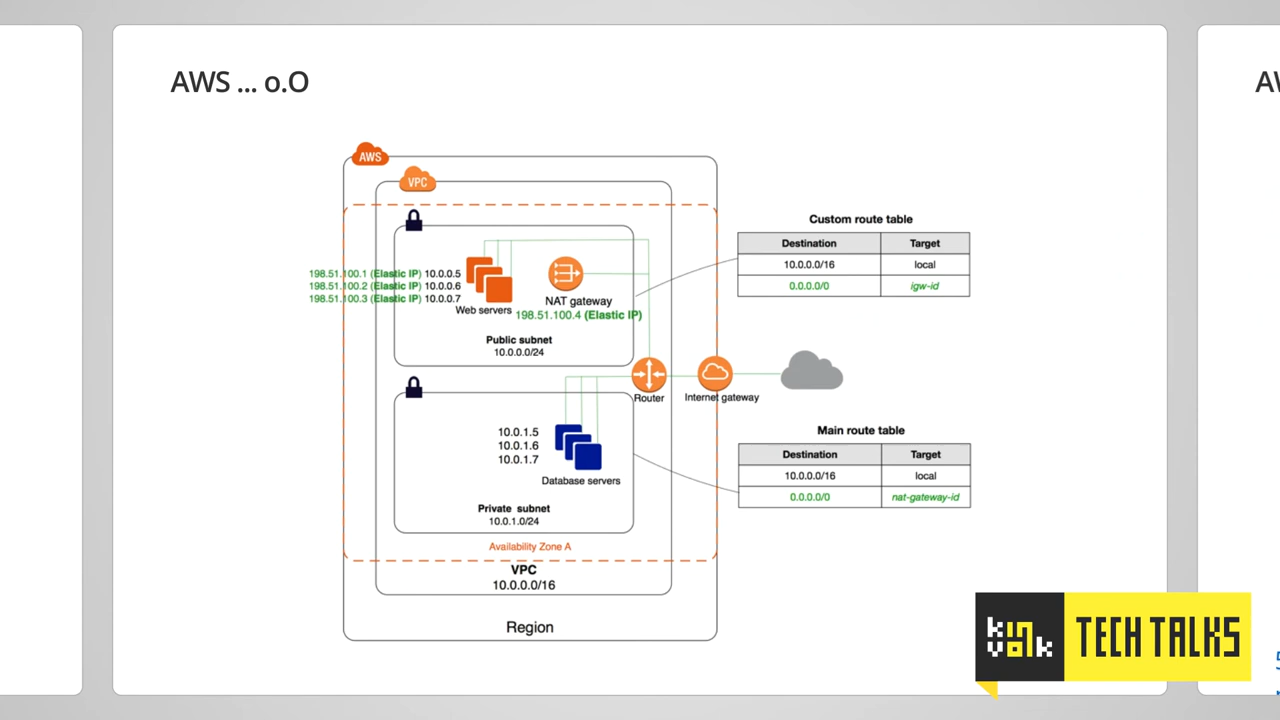 AWS ... o.O
AW
AWS
VPC
198.51.100.1 (Elastic IP) 10.0.0.5
198.51.100.2 (Elastic IP) 10.0.0.6
198.51.100.3 (Elastic IP) 10.0.0.7
Web servers
NAT gateway
198.51.100.4 (Elastic IP)
Public subnet
10.0.0.0/24
Router
Internet gateway
10.0.1.5
10.0.1.6
10.0.1.7
Database servers
Private subnet
10.0.1.0/24
Availability Zone A
VPC
10.0.0.0/16
Region
Custom route table
Destination Target
10.0.0.0/16 local
0.0.0.0/0 igw-id
Main route table
Destination Target
10.0.0.0/16 local
0.0.0.0/0 nat-gateway-id
kinvolk
TECH TALKS